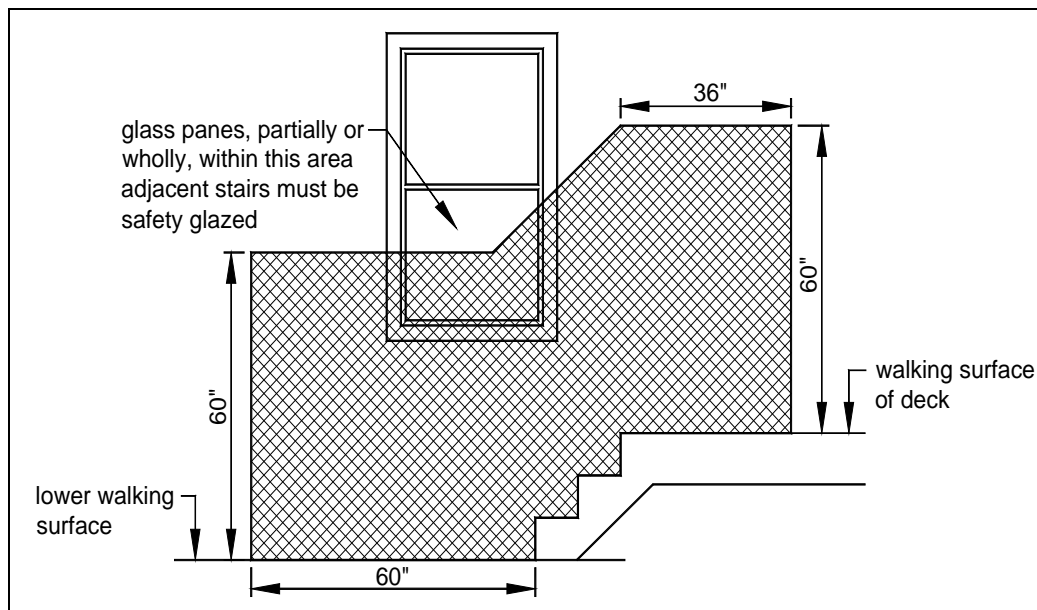 36"
glass panes, partially or
wholly, within this area
adjacent stairs must be
safety glazed
60"
60"
walking surface
of deck
lower walking
surface
60"